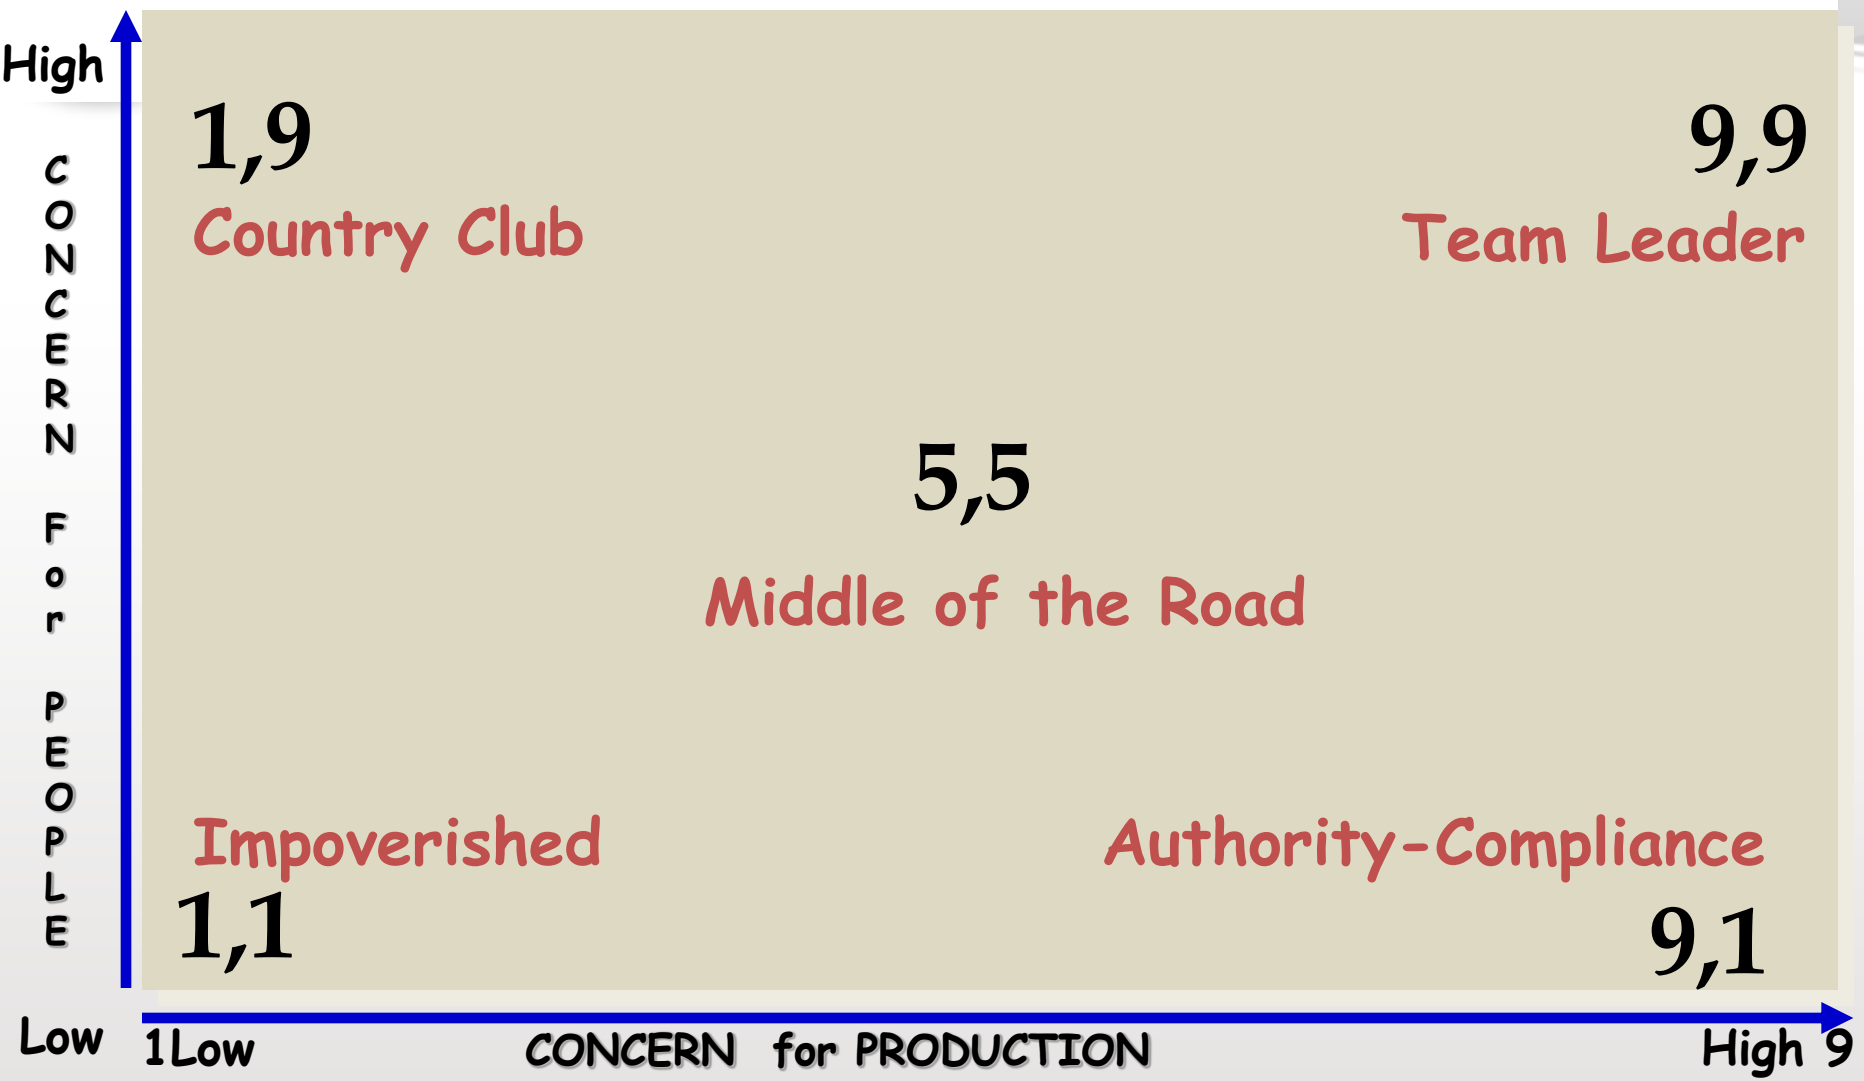 High
CONCERN For PEOPLE
1,9
Country Club
9,9
Team Leader
5,5
Middle of the Road
Impoverished
1,1
Authority-Compliance
9,1
Low
1Low
CONCERN for PRODUCTION
High 9